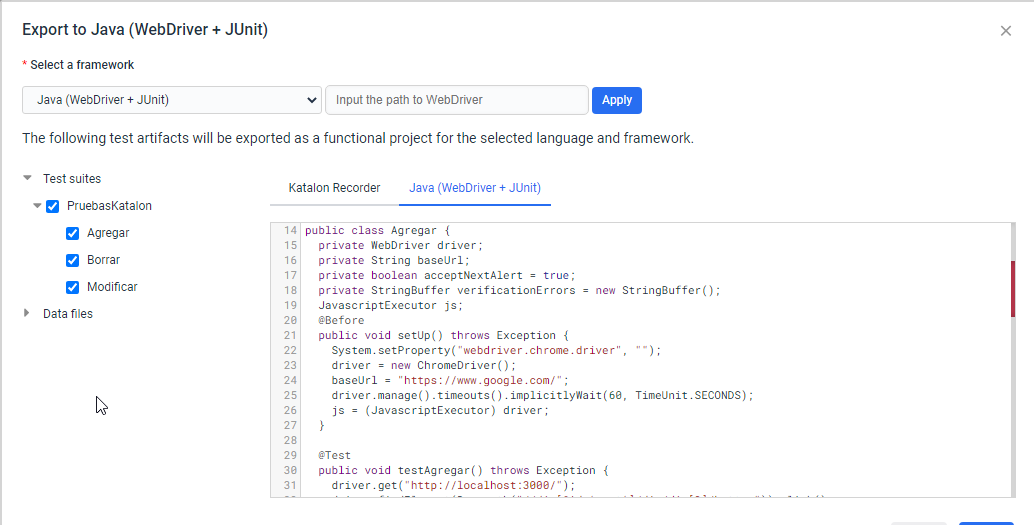 Export to Java (WebDriver + JUnit)
* Select a framework
Java (WebDriver + JUnit)
Input the path to WebDriver
Apply
The following test artifacts will be exported as a functional project for the selected language and framework.
Test suites
PruebasKatalon
Agregar
Borrar
Modificar
Data files
Katalon Recorder
Java (WebDriver + JUnit)
14 public class Agregar {
15 private WebDriver driver;
16 private String baseUrl;
17 private boolean acceptNextAlert = true;
18 private StringBuffer verificationErrors = new StringBuffer();
19 JavascriptExecutor js;
20 @Before
21 public void setUp() throws Exception {
22 System.setProperty("webdriver.chrome.driver", "");
23 driver = new ChromeDriver();
24 baseUrl = "https://www.google.com/";
25 driver.manage().timeouts().implicitlyWait(60, TimeUnit.SECONDS);
26 js = (JavascriptExecutor) driver;
27 }
28
29 @Test
30 public void testAgregar() throws Exception {
31 driver.get("http://localhost:3000/");